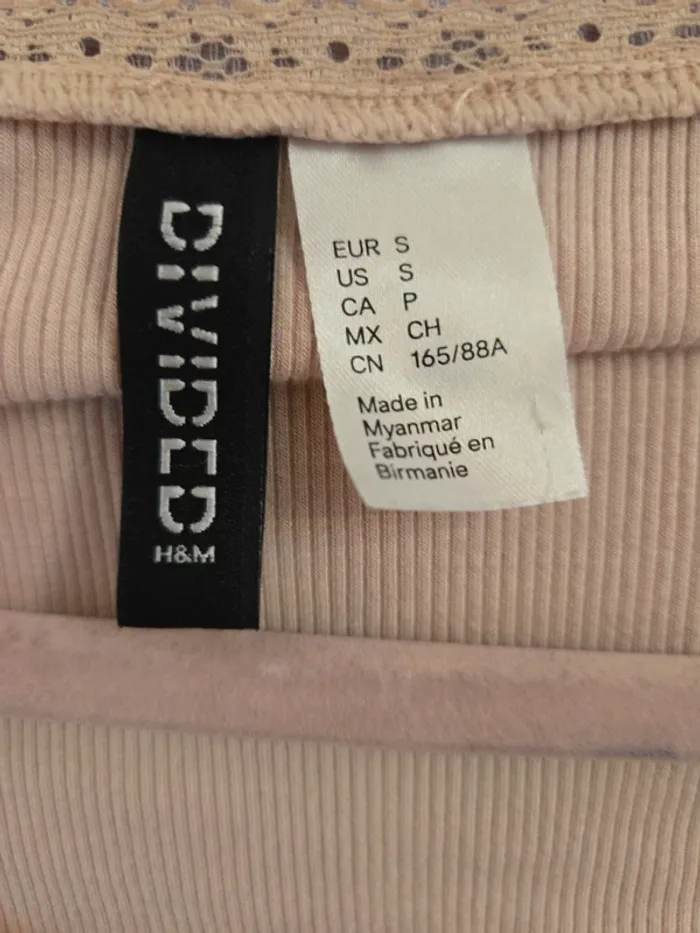 DIVIDED
H&M
EUR S
US S
CA P
MX CH
CN 165/88A
Made in
Myanmar
Fabriqué en
Birmanie